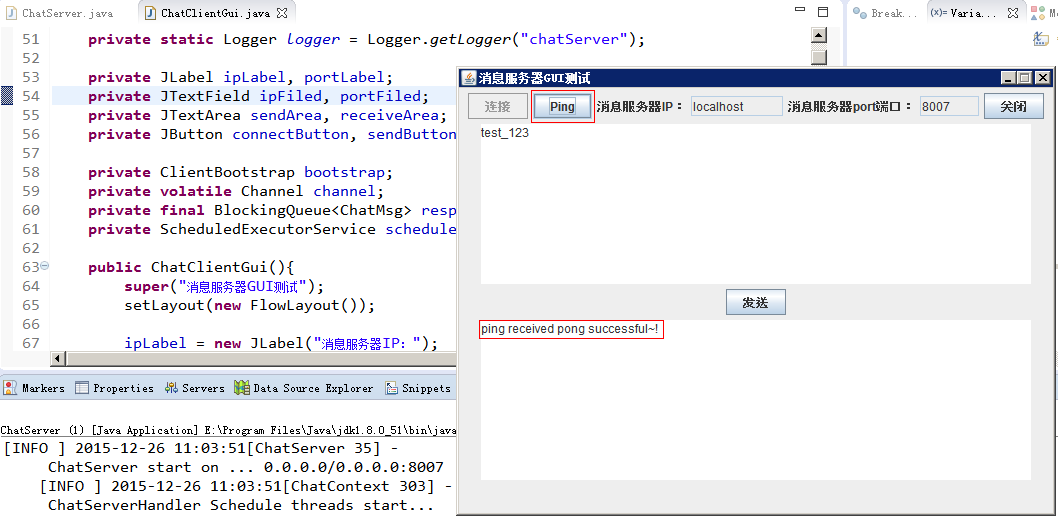 ChatServer.java
ChatClientGui.java
Break...
(x)= Varia...
M
51 private static Logger logger = Logger.getLogger("chatServer");
52
53 private JLabel ipLabel, portLabel;
54 private JTextField ipFiled, portFiled;
55 private JTextArea sendArea, receiveArea;
56 private JButton connectButton, sendButton
57
58 private ClientBootstrap bootstrap;
59 private volatile Channel channel;
60 private final BlockingQueue<ChatMsg> resp
61 private ScheduledExecutorService schedule
62
63 public ChatClientGui(){
64 super("消息服务器GUI测试");
65 setLayout(new FlowLayout());
66
67 ipLabel = new JLabel("消息服务器IP：");
消息服务器GUI测试
连接 Ping 消息服务器IP： localhost 消息服务器port端口： 8007 关闭
test_123
发送
ping received pong successful~!
Markers Properties Servers Data Source Explorer Snippets
ChatServer (1) [Java Application] E:\Program Files\Java\jdk1.8.0_51\bin\java
[INFO ] 2015-12-26 11:03:51[ChatServer 35] -
ChatServer start on ... 0.0.0.0/0.0.0.0:8007
[INFO ] 2015-12-26 11:03:51[ChatContext 303] -
ChatServerHandler Schedule threads start...